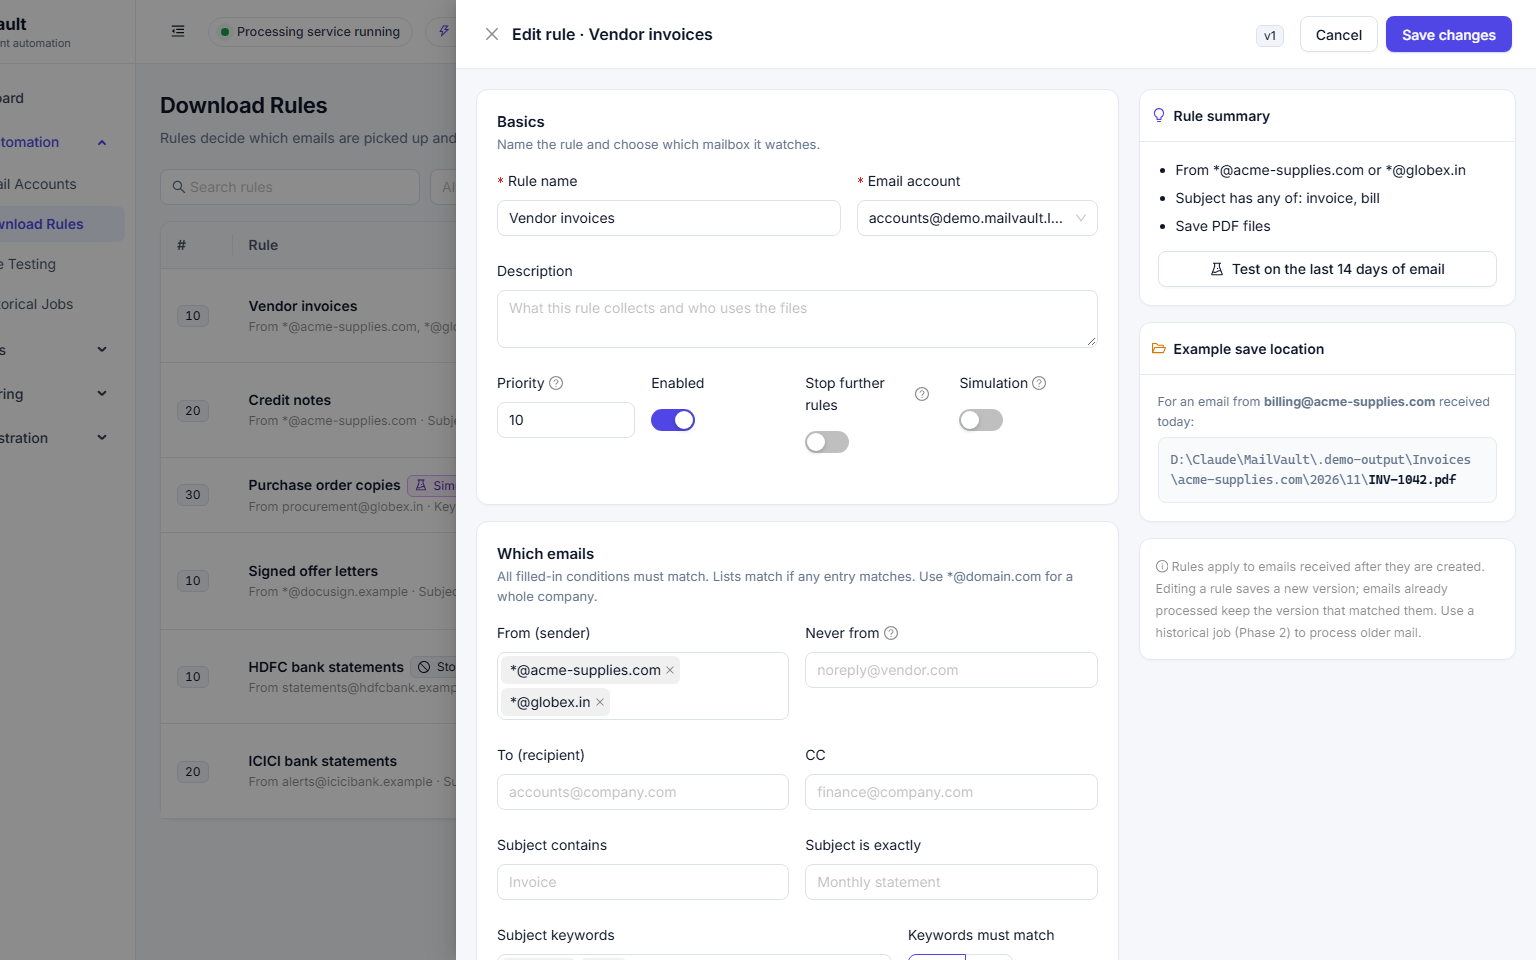 ault
nt automation
Processing service running
Edit rule · Vendor invoices
v1
Cancel
Save changes
oard
tomation
ail Accounts
wnload Rules
e Testing
orical Jobs
s
ring
stration
Download Rules
Rules decide which emails are picked up and
Search rules
Al
#
Rule
10
Vendor invoices
From *@acme-supplies.com, *@glo
20
Credit notes
From *@acme-supplies.com · Subje
30
Purchase order copies
Sim
From procurement@globex.in · Key
10
Signed offer letters
From *@docusign.example · Subjec
10
HDFC bank statements
Sto
From statements@hdfcbank.examp
20
ICICI bank statements
From alerts@icicibank.example · Su
Basics
Name the rule and choose which mailbox it watches.
* Rule name
* Email account
Vendor invoices
accounts@demo.mailvault.l...
Description
What this rule collects and who uses the files
Priority
Enabled
Stop further
rules
Simulation
10
Which emails
All filled-in conditions must match. Lists match if any entry matches. Use *@domain.com for a
whole company.
From (sender)
Never from
*@acme-supplies.com
*@globex.in
noreply@vendor.com
To (recipient)
CC
accounts@company.com
finance@company.com
Subject contains
Subject is exactly
Invoice
Monthly statement
Subject keywords
Keywords must match
Rule summary
From *@acme-supplies.com or *@globex.in
Subject has any of: invoice, bill
Save PDF files
Test on the last 14 days of email
Example save location
For an email from billing@acme-supplies.com received
today:
D:\Claude\MailVault\.demo-output\Invoices
\acme-supplies.com\2026\11\INV-1042.pdf
Rules apply to emails received after they are created.
Editing a rule saves a new version; emails already
processed keep the version that matched them. Use a
historical job (Phase 2) to process older mail.